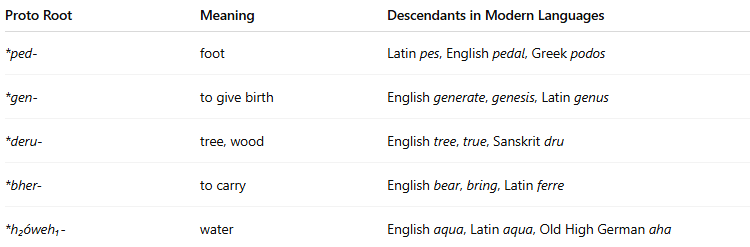 Proto Root Meaning Descendants in Modern Languages
*ped- foot Latin pes, English pedal, Greek podos
*gen- to give birth English generate, genesis, Latin genus
*deru- tree, wood English tree, true, Sanskrit dru
*bher- to carry English bear, bring, Latin ferre
*h₂óweh₁- water English aqua, Latin aqua, Old High German aha